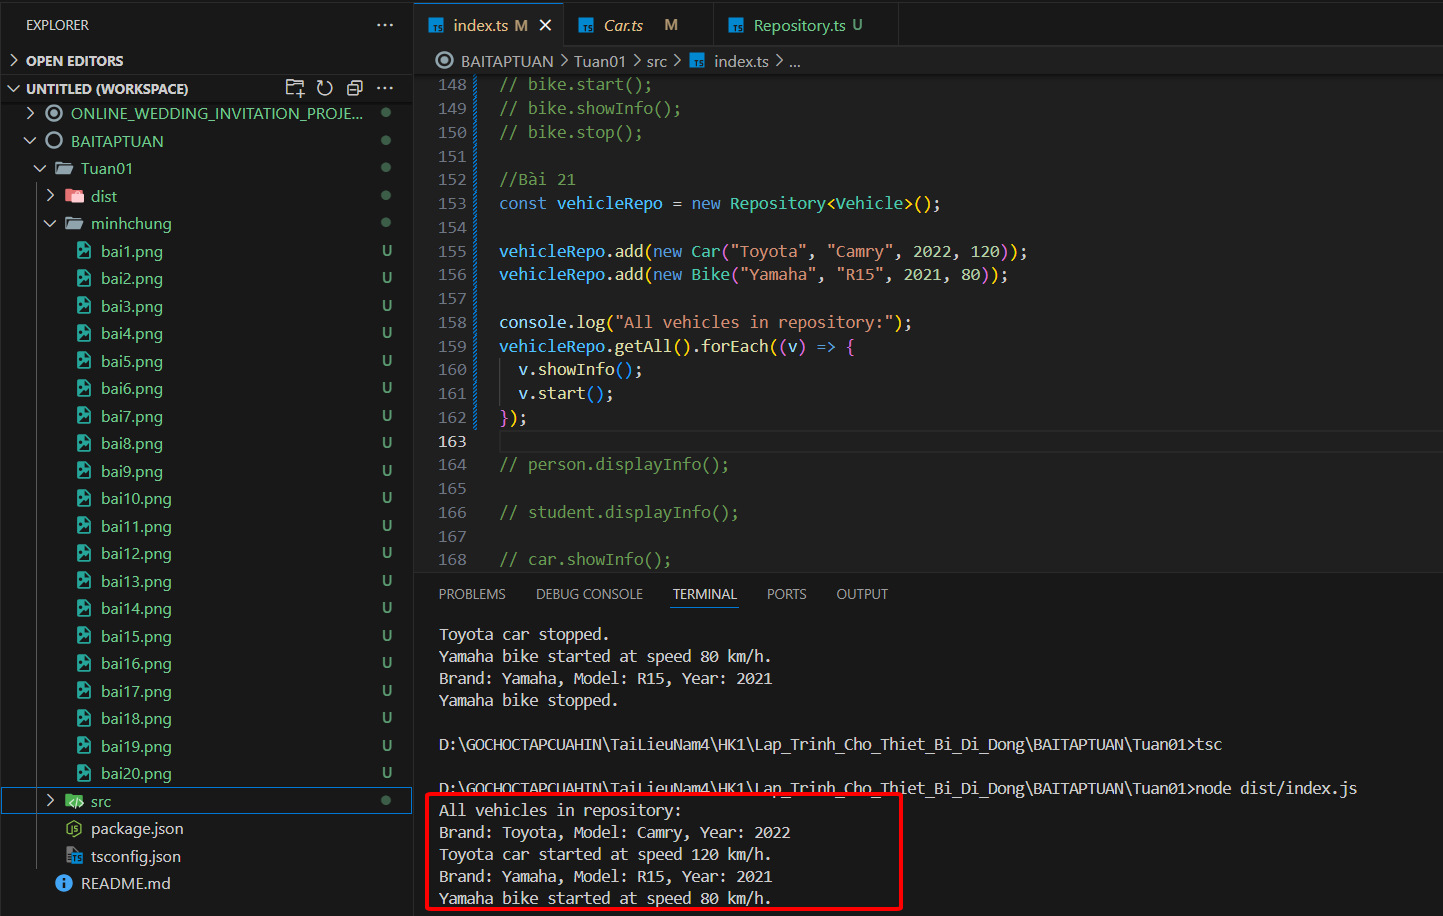 EXPLORER
OPEN EDITORS
UNTITLED (WORKSPACE)
ONLINE_WEDDING_INVITATION_PROJE...
BAITAPTUAN
Tuan01
dist
minhchung
bai1.png U
bai2.png U
bai3.png U
bai4.png U
bai5.png U
bai6.png U
bai7.png U
bai8.png U
bai9.png U
bai10.png U
bai11.png U
bai12.png U
bai13.png U
bai14.png U
bai15.png U
bai16.png U
bai17.png U
bai18.png U
bai19.png U
bai20.png U
src
package.json
tsconfig.json
README.md
index.ts M
Car.ts M
Repository.ts U
BAITAPTUAN > Tuan01 > src > index.ts > ...
148 // bike.start();
149 // bike.showInfo();
150 // bike.stop();
151
152 //Bài 21
153 const vehicleRepo = new Repository<Vehicle>();
154
155 vehicleRepo.add(new Car("Toyota", "Camry", 2022, 120));
156 vehicleRepo.add(new Bike("Yamaha", "R15", 2021, 80));
157
158 console.log("All vehicles in repository:");
159 vehicleRepo.getAll().forEach((v) => {
160 v.showInfo();
161 v.start();
162 });
163
164 // person.displayInfo();
165
166 // student.displayInfo();
167
168 // car.showInfo();
PROBLEMS DEBUG CONSOLE TERMINAL PORTS OUTPUT
Toyota car stopped.
Yamaha bike started at speed 80 km/h.
Brand: Yamaha, Model: R15, Year: 2021
Yamaha bike stopped.
D:\GOCHOCTAPCUAHIN\TaiLieuNam4\HK1\Lap_Trinh_Cho_Thiet_Bi_Di_Dong\BAITAPTUAN\Tuan01>tsc
D:\GOCHOCTAPCUAHIN\TaiLieuNam4\HK1\Lap_Trinh_Cho_Thiet_Bi_Di_Dong\BAITAPTUAN\Tuan01>node dist/index.js
All vehicles in repository:
Brand: Toyota, Model: Camry, Year: 2022
Toyota car started at speed 120 km/h.
Brand: Yamaha, Model: R15, Year: 2021
Yamaha bike started at speed 80 km/h.